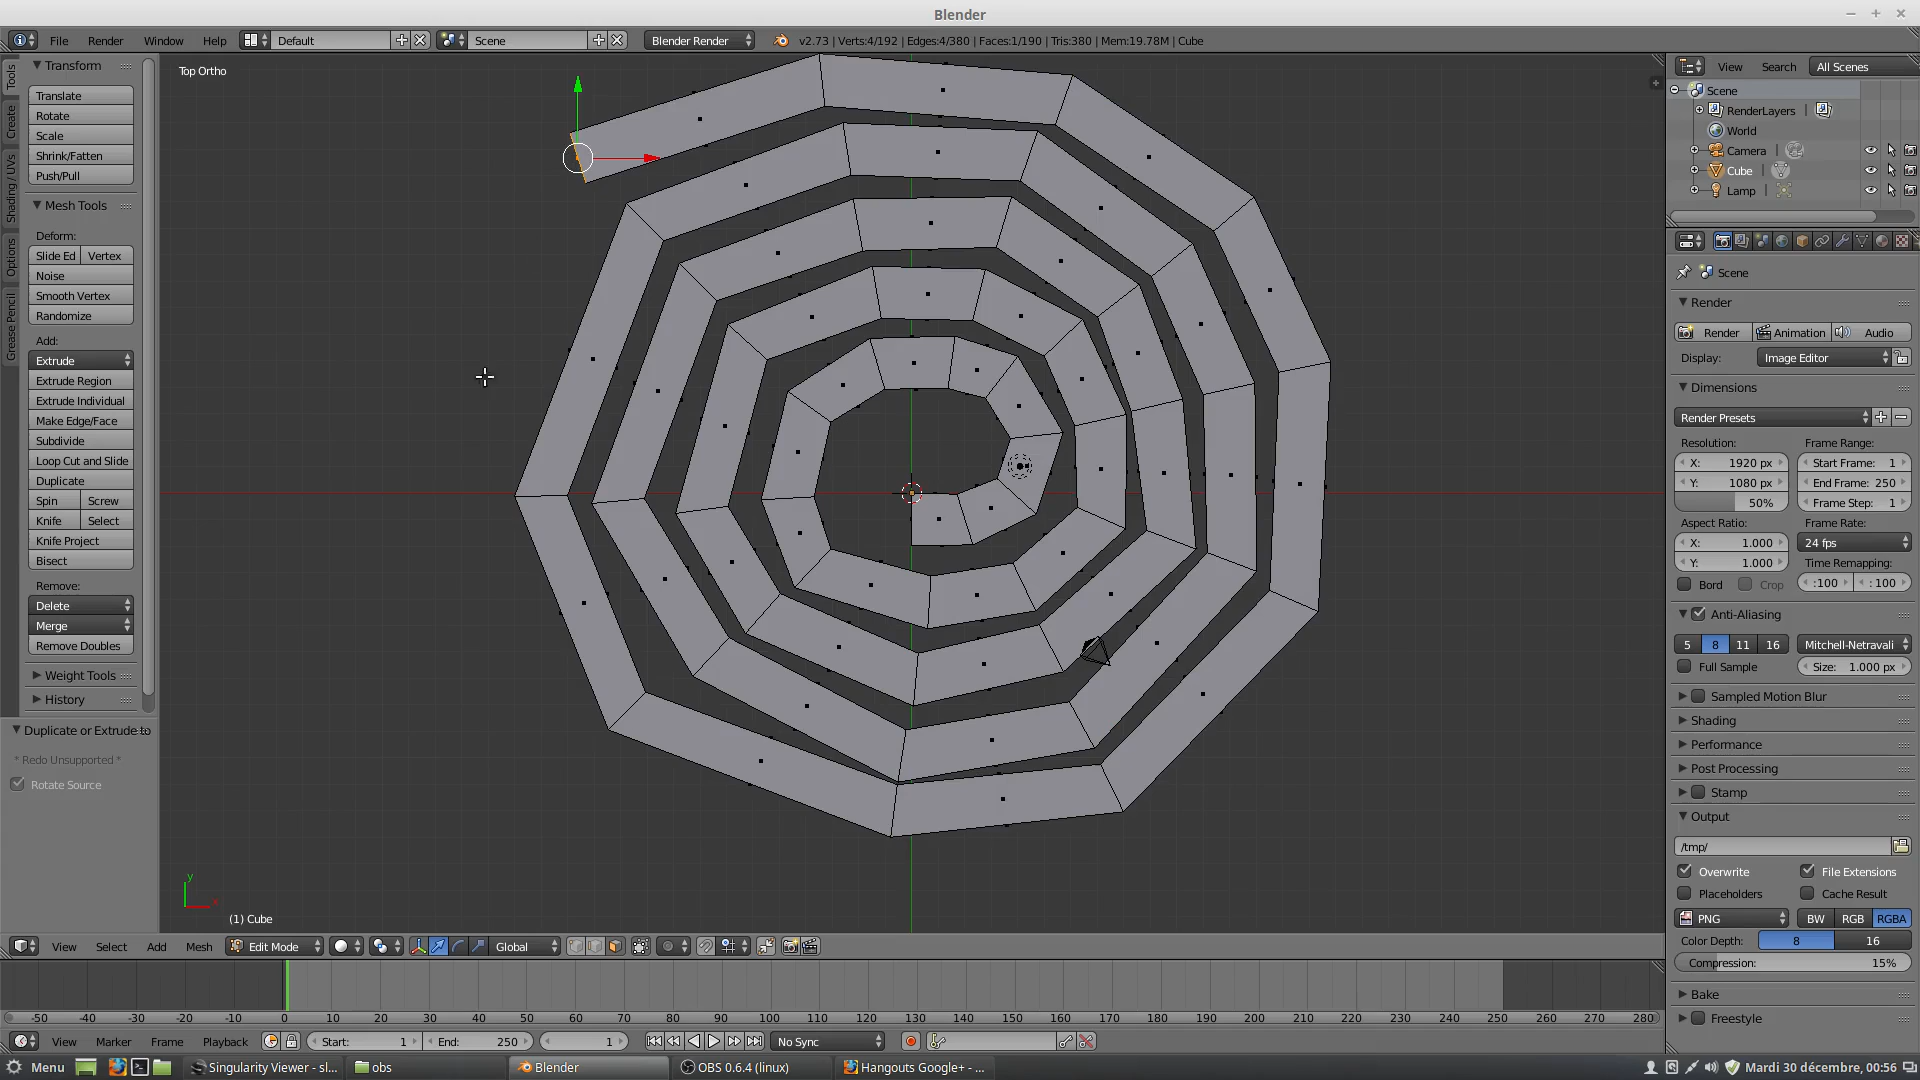 Blender
File Render Window Help Default Scene Blender Render v2.73 | Verts:4/192 | Edges:4/380 | Faces:1/190 | Tris:380 | Mem:19.78M | Cube
Tools
Create
Shading / UVs
Options
Grease Pencil
Transform
Translate
Rotate
Scale
Shrink/Fatten
Push/Pull
Mesh Tools
Deform:
Slide Ed Vertex
Noise
Smooth Vertex
Randomize
Add:
Extrude
Extrude Region
Extrude Individual
Make Edge/Face
Subdivide
Loop Cut and Slide
Duplicate
Spin Screw
Knife Select
Knife Project
Bisect
Remove:
Delete
Merge
Remove Doubles
Weight Tools
History
Duplicate or Extrude to
* Redo Unsupported *
Rotate Source
Top Ortho
y
x
(1) Cube
View Select Add Mesh Edit Mode Global
View Search All Scenes
Scene
RenderLayers
World
Camera
Cube
Lamp
Scene
Render
Render Animation Audio
Display: Image Editor
Dimensions
Render Presets
Resolution: Frame Range:
X: 1920 px Start Frame: 1
Y: 1080 px End Frame: 250
50% Frame Step: 1
Aspect Ratio: Frame Rate:
X: 1.000 24 fps
Y: 1.000 Time Remapping:
Bord Crop :100 : 100
Anti-Aliasing
5 8 11 16 Mitchell-Netravali
Full Sample Size: 1.000 px
Sampled Motion Blur
Shading
Performance
Post Processing
Stamp
Output
/tmp/
Overwrite File Extensions
Placeholders Cache Result
PNG BW RGB RGBA
Color Depth: 8 16
Compression: 15%
Bake
Freestyle
-50 -40 -30 -20 -10 0 10 20 30 40 50 60 70 80 90 100 110 120 130 140 150 160 170 180 190 200 210 220 230 240 250 260 270 280
View Marker Frame Playback Start: 1 End: 250 1 No Sync
Menu Singularity Viewer - sl... obs Blender OBS 0.6.4 (linux) Hangouts Google+ - ... Mardi 30 décembre, 00:56